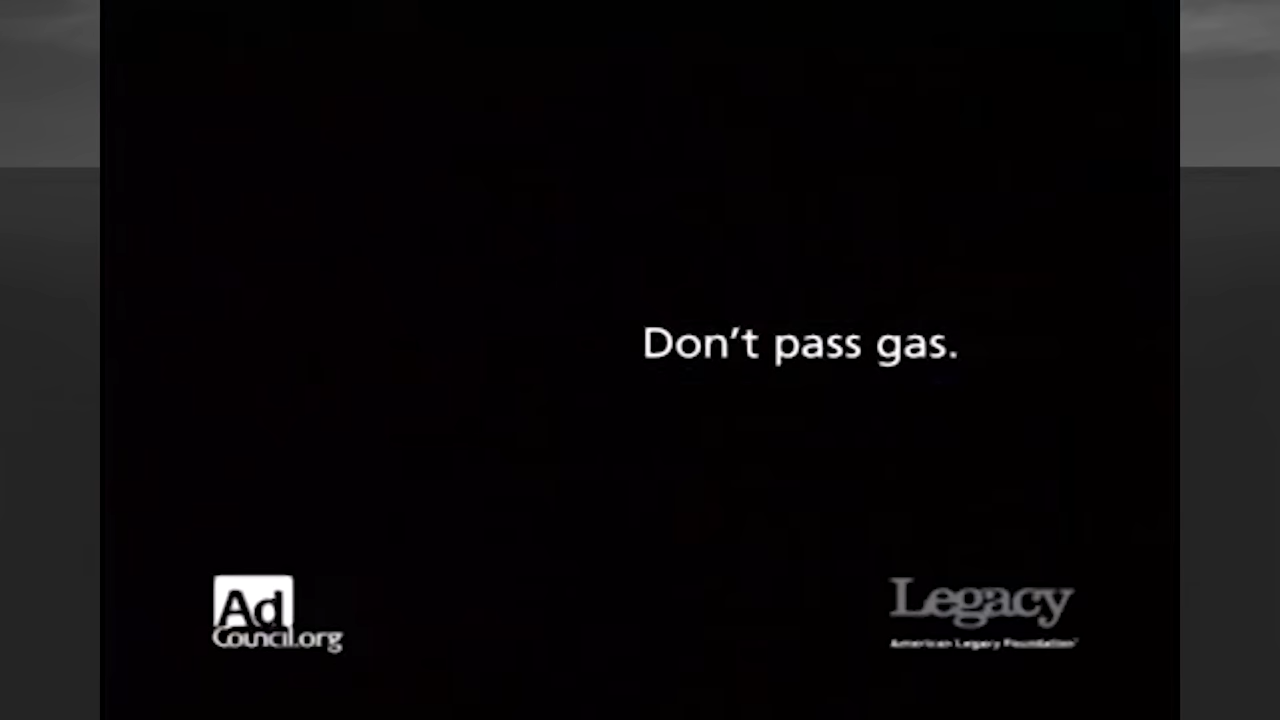 Don't pass gas.
Ad
Council.org
Legacy
American Legacy Foundation